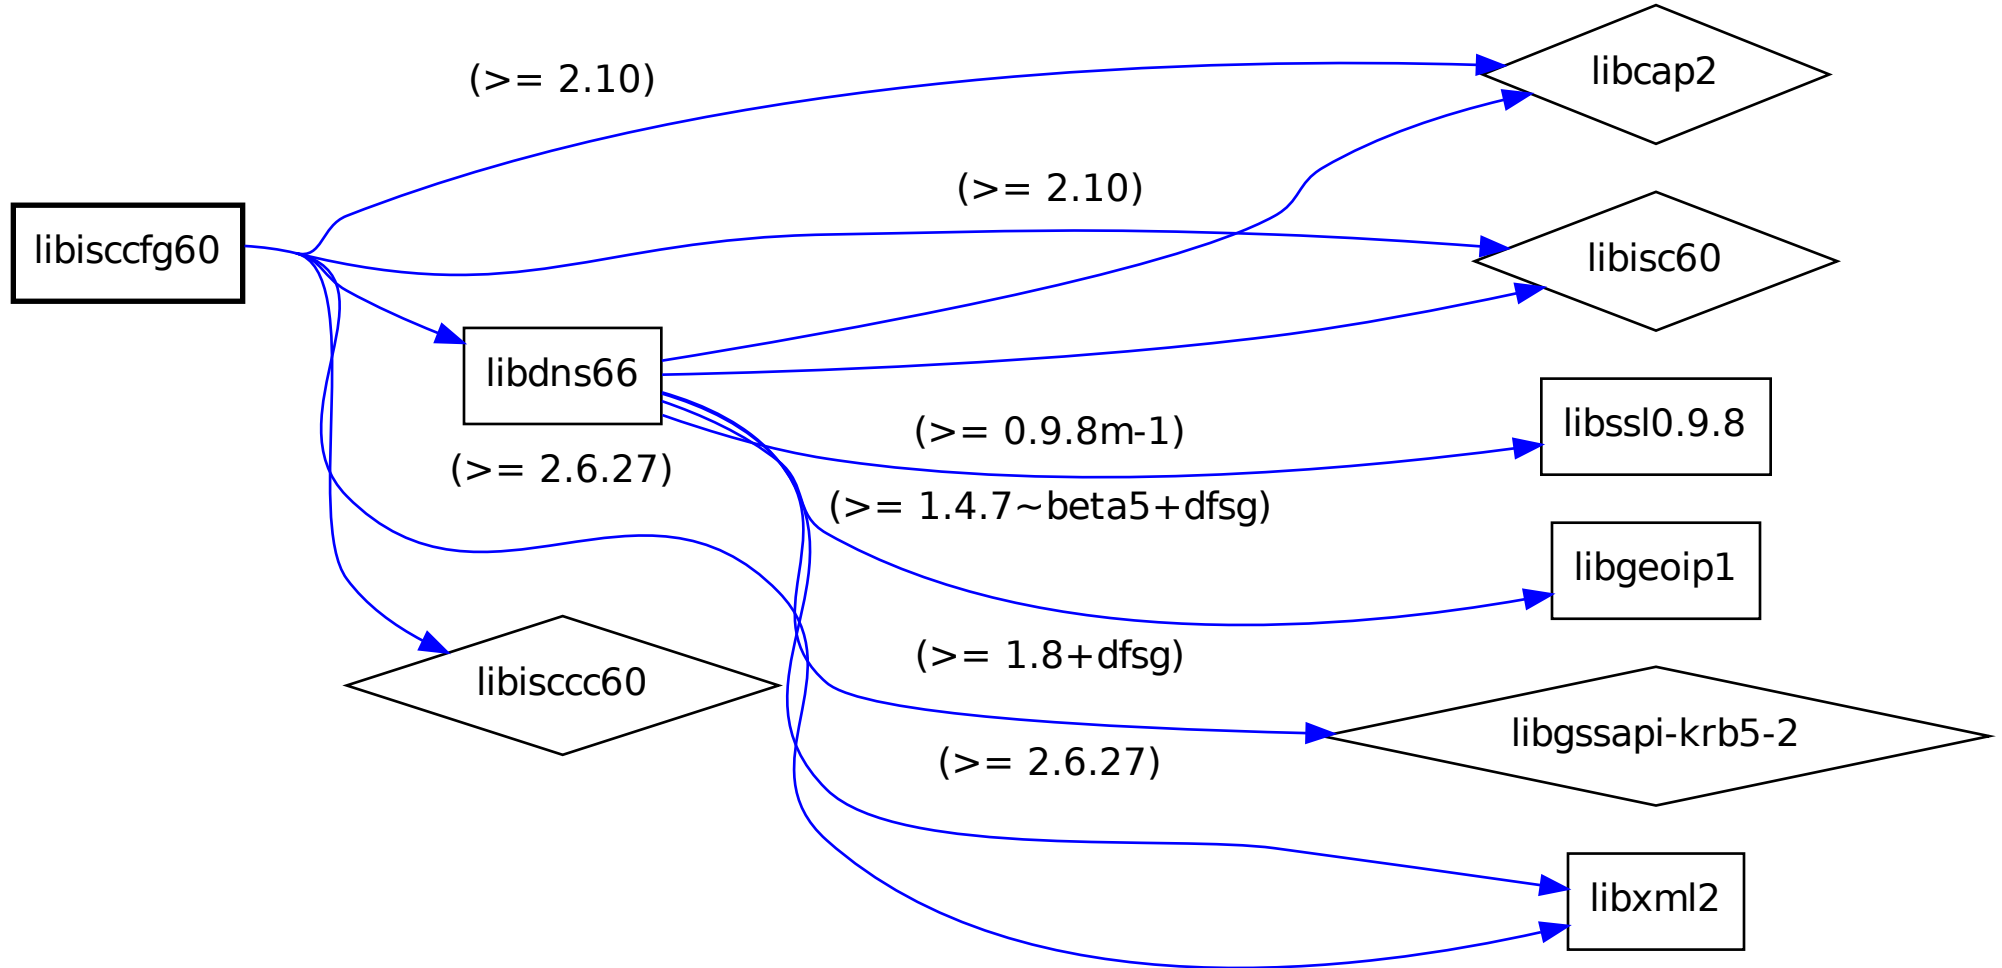 libcap2
(>= 2.10)
(>= 2.10)
libisccfg60
libisc60
libdns66
libssl0.9.8
(>= 0.9.8m-1)
(>= 2.6.27)
(>= 1.4.7~beta5+dfsg)
libgeoip1
(>= 1.8+dfsg)
libisccc60
libgssapi-krb5-2
(>= 2.6.27)
libxml2